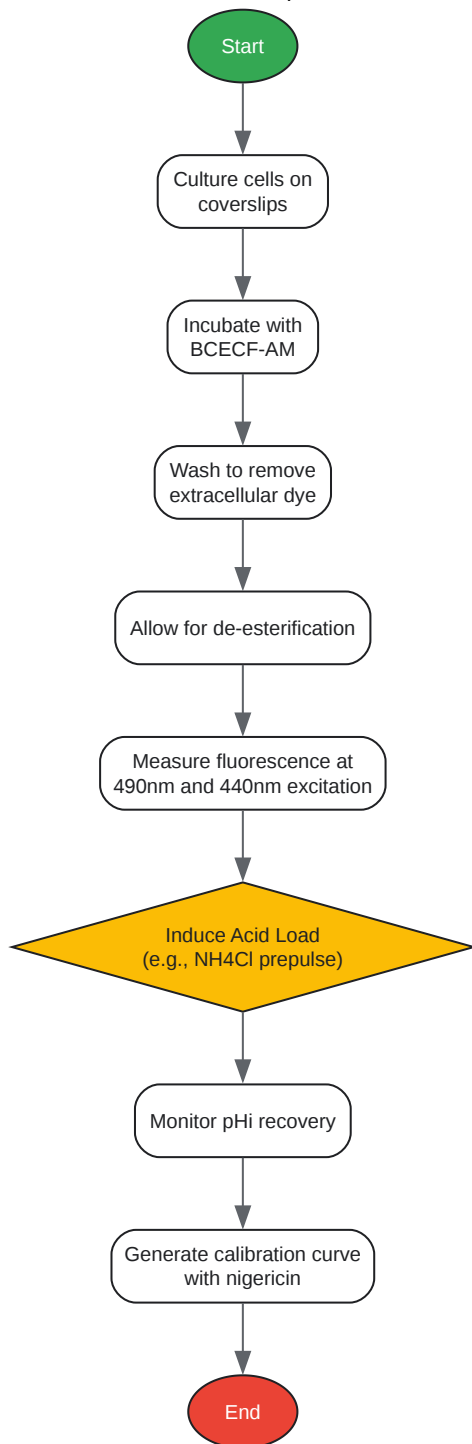 Start
Culture cells on
coverslips
Incubate with
BCECF-AM
Wash to remove
extracellular dye
Allow for de-esterification
Measure fluorescence at
490nm and 440nm excitation
Induce Acid Load
(e.g., NH4Cl prepulse)
Monitor pHi recovery
Generate calibration curve
with nigericin
End